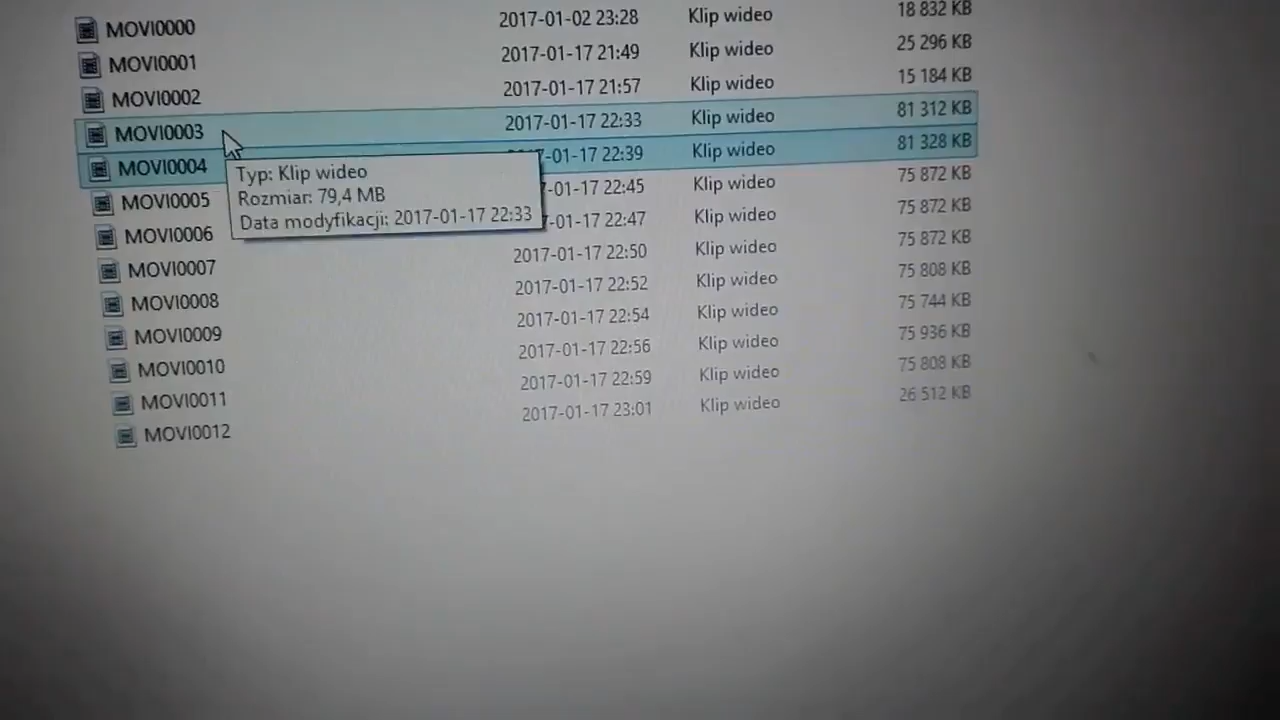 MOVI0000 2017-01-02 23:28 Klip wideo 18 832 KB
MOVI0001 2017-01-17 21:49 Klip wideo 25 296 KB
MOVI0002 2017-01-17 21:57 Klip wideo 15 184 KB
MOVI0003 2017-01-17 22:33 Klip wideo 81 312 KB
MOVI0004 -01-17 22:39 Klip wideo 81 328 KB
Typ: Klip wideo
Rozmiar: 79,4 MB
Data modyfikacji: 2017-01-17 22:33
MOVI0005 -01-17 22:45 Klip wideo 75 872 KB
MOVI0006 -01-17 22:47 Klip wideo 75 872 KB
MOVI0007 2017-01-17 22:50 Klip wideo 75 872 KB
MOVI0008 2017-01-17 22:52 Klip wideo 75 808 KB
MOVI0009 2017-01-17 22:54 Klip wideo 75 744 KB
MOVI0010 2017-01-17 22:56 Klip wideo 75 936 KB
MOVI0011 2017-01-17 22:59 Klip wideo 75 808 KB
MOVI0012 2017-01-17 23:01 Klip wideo 26 512 KB